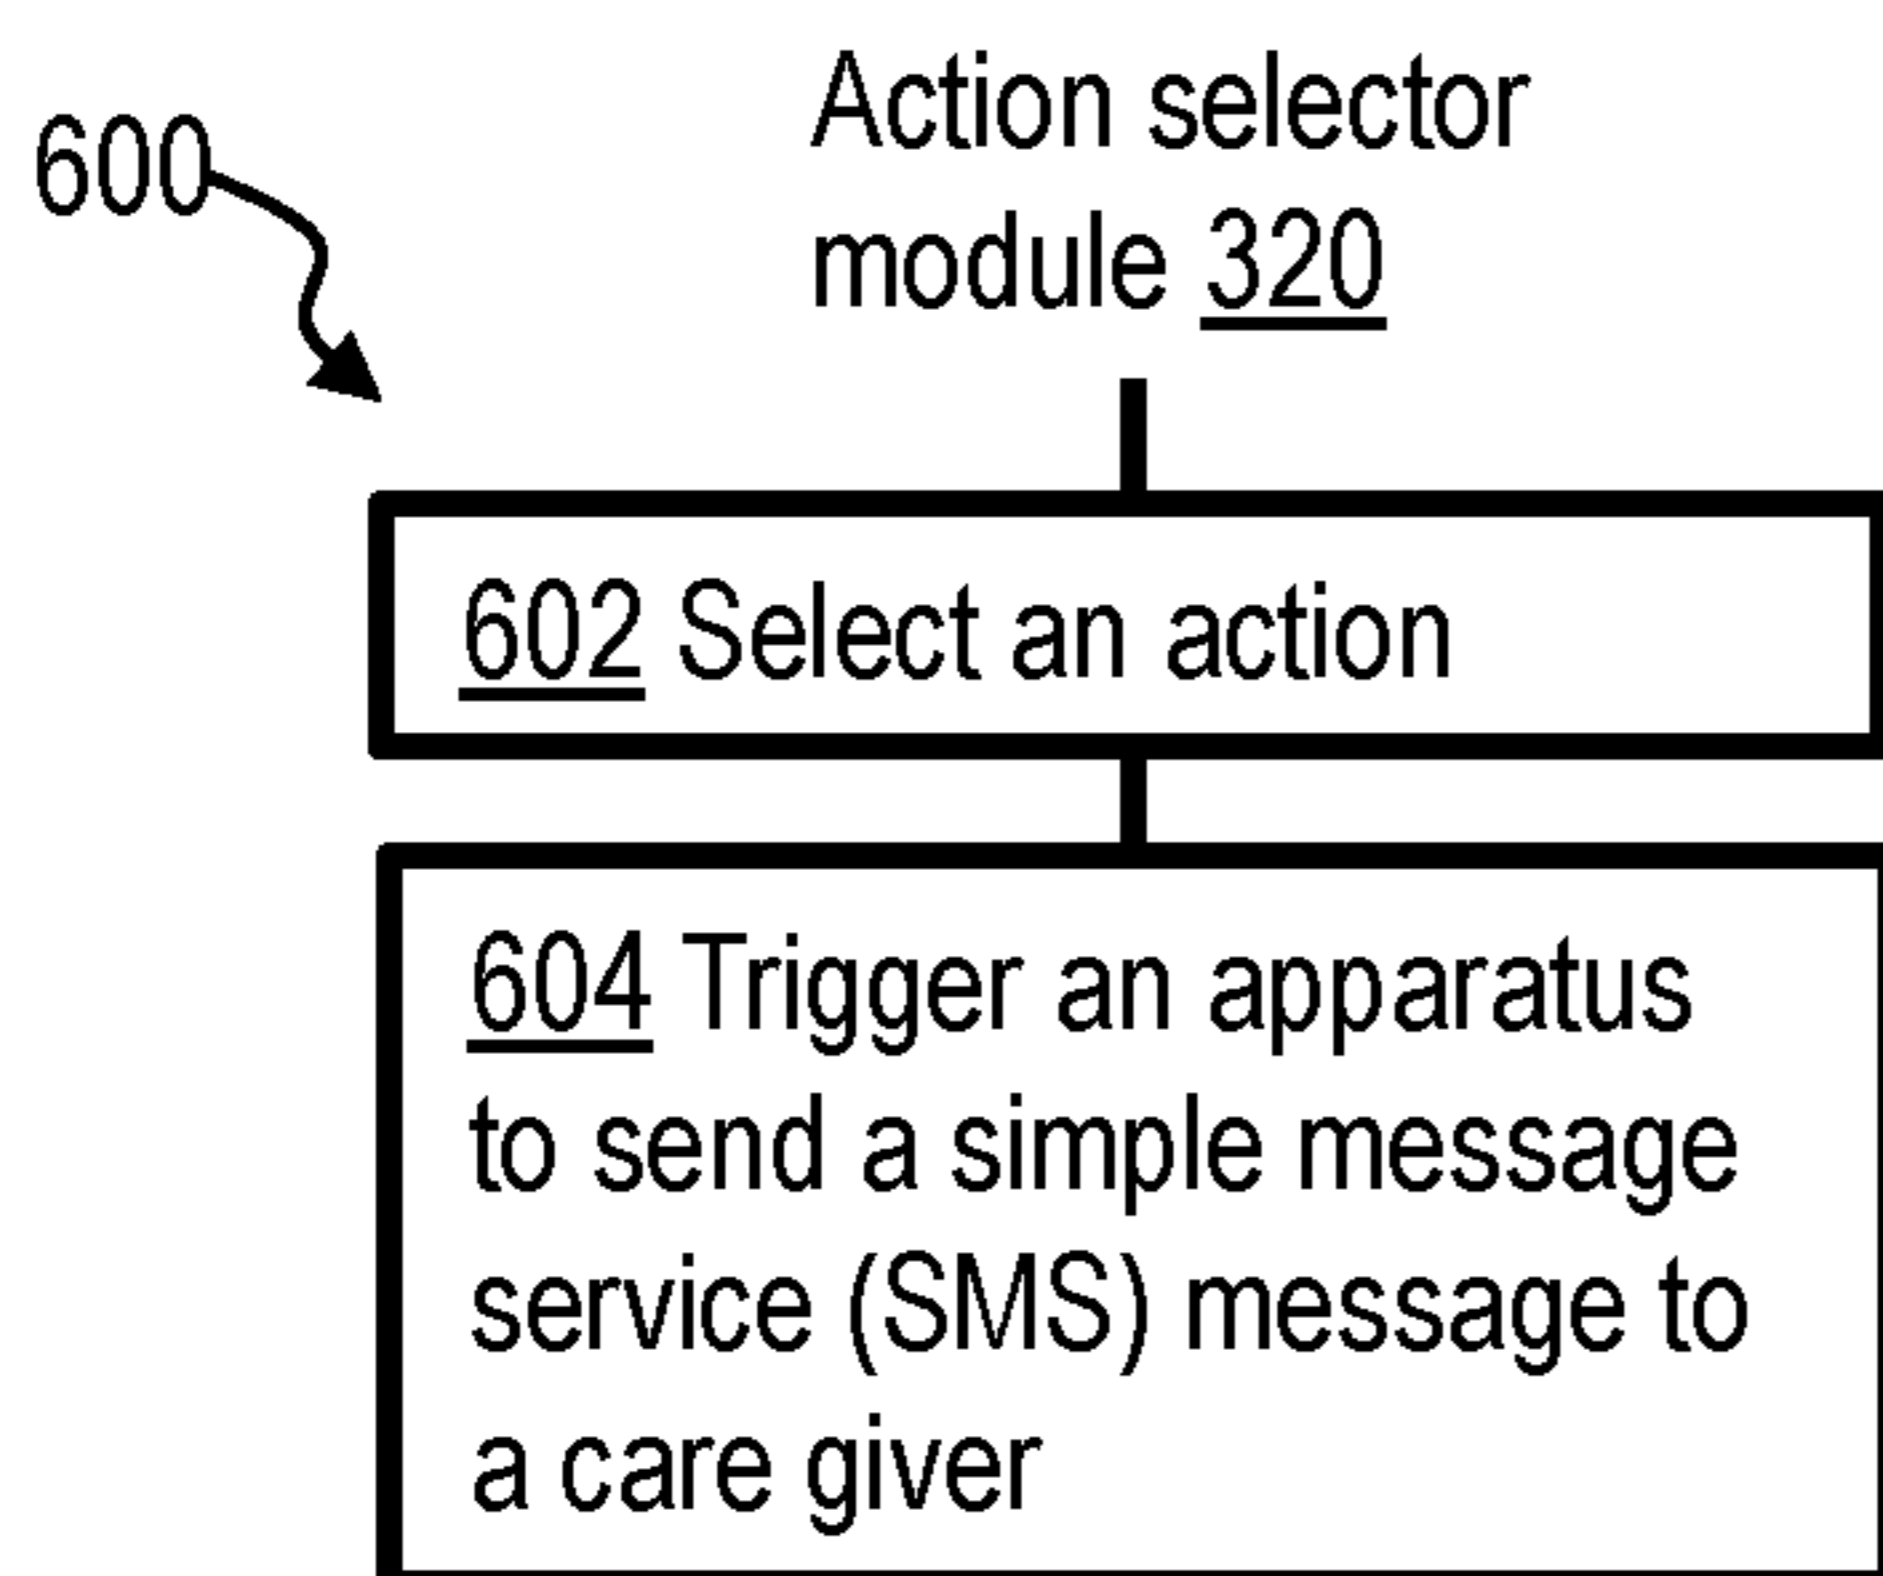 600
Action selector
module 320
602 Select an action
604 Trigger an apparatus
to send a simple message
service (SMS) message to
a care giver